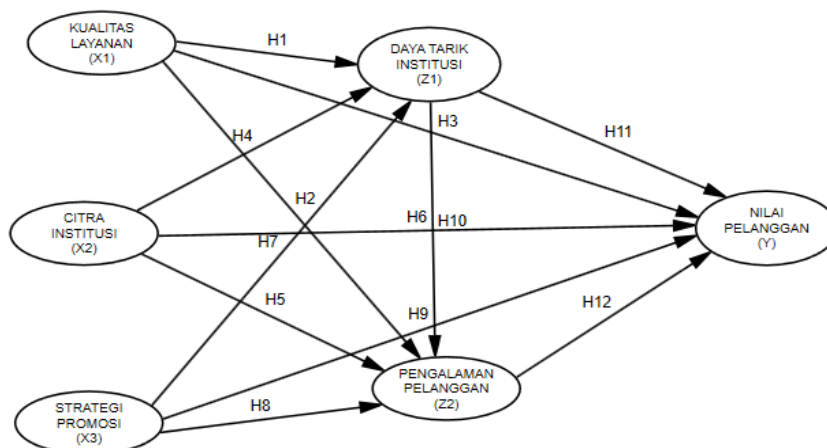 KUALITAS
LAYANAN
(X1)
H1
DAYA TARIK
INSTITUSI
(Z1)
H3
H4
H11
H2
CITRA
INSTITUSI
(X2)
H7
H6
H10
NILAI
PELANGGAN
(Y)
H5
H9
H12
PENGALAMAN
PELANGGAN
(Z2)
STRATEGI
PROMOSI
(X3)
H8